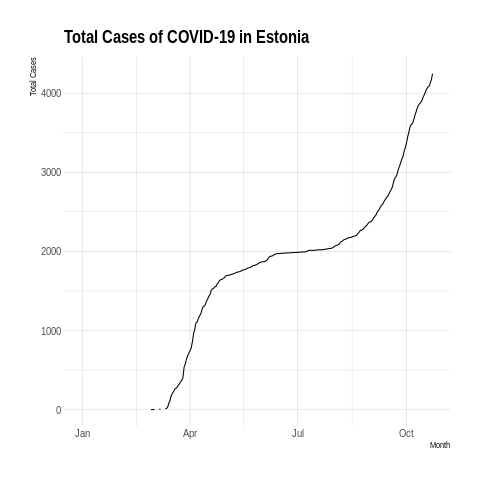 Total Cases of COVID-19 in Estonia
Total Cases
4000
3000
2000
1000
0
Jan Apr Jul Oct
Month